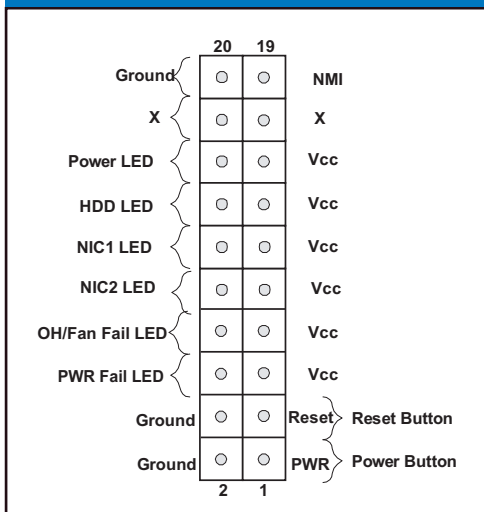 20 19
Ground NMI
X X
Power LED Vcc
HDD LED Vcc
NIC1 LED Vcc
NIC2 LED Vcc
OH/Fan Fail LED Vcc
PWR Fail LED Vcc
Ground Reset Reset Button
Ground PWR Power Button
2 1